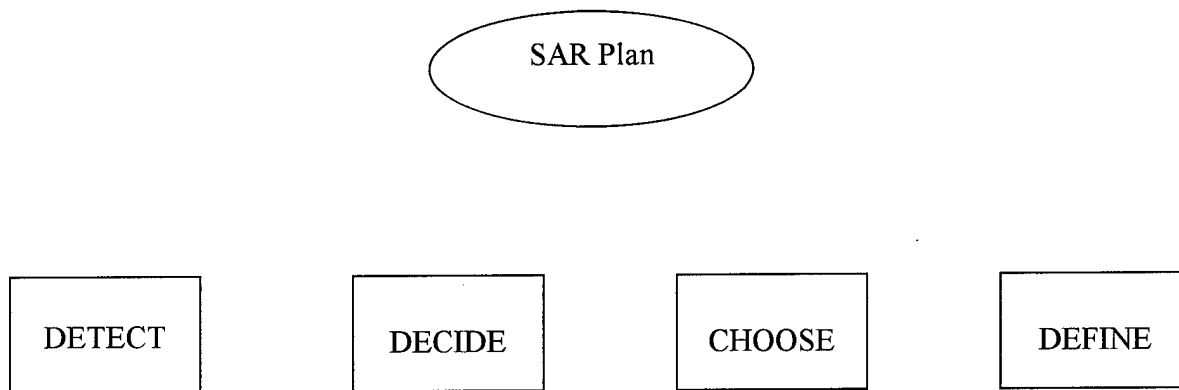 SAR Plan
DETECT
DECIDE
CHOOSE
DEFINE